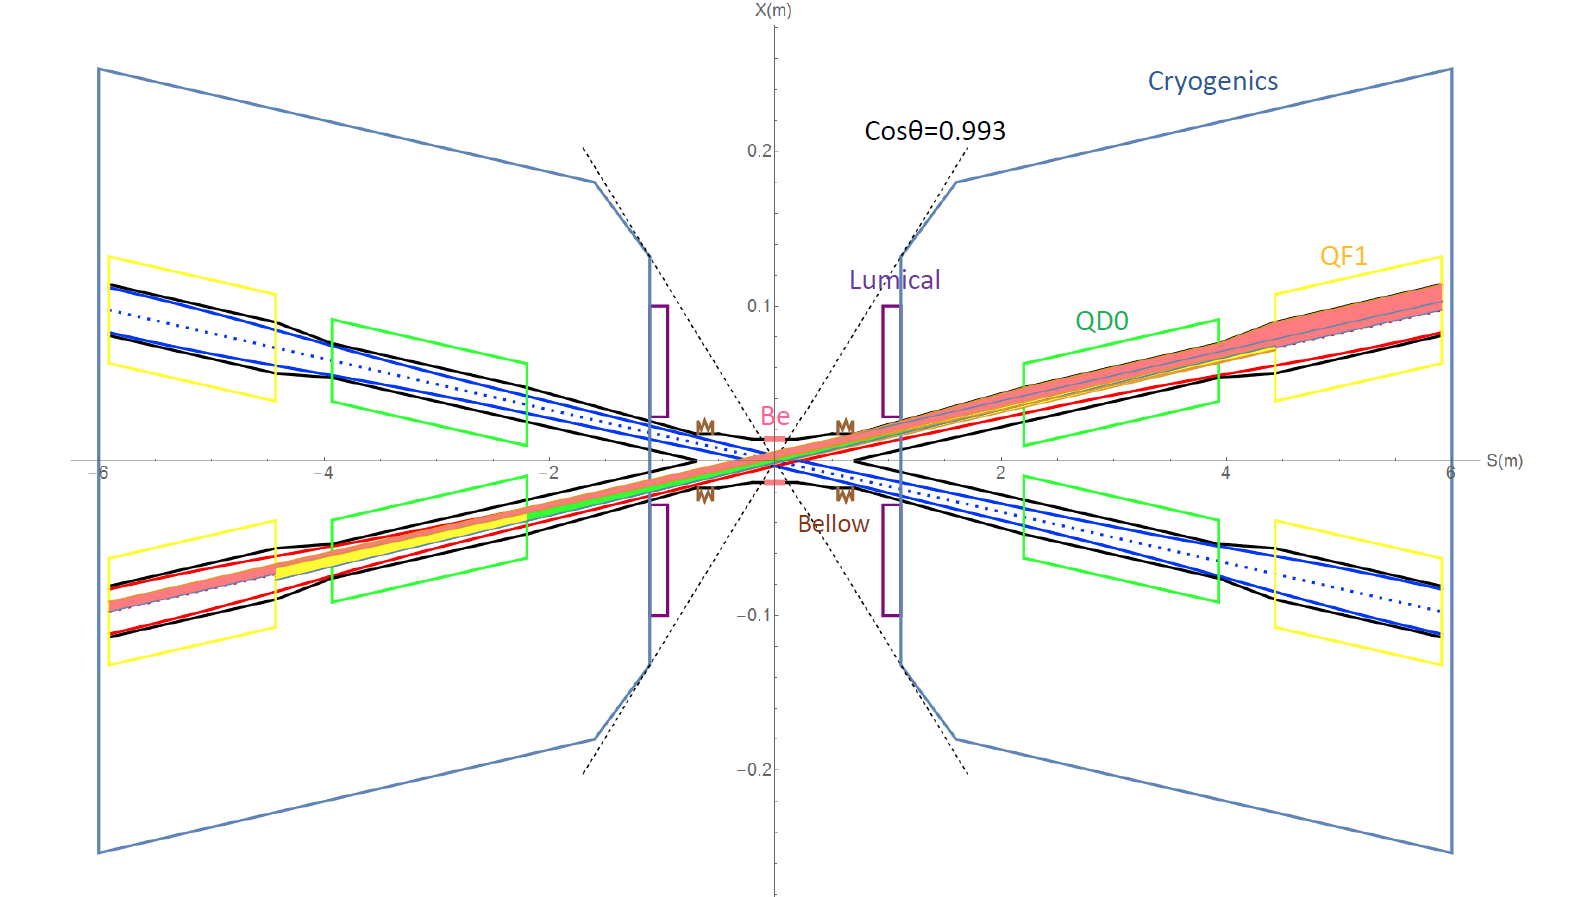 X(m)
Cryogenics
Cosθ=0.993
0.2
QF1
Lumical
0.1
QD0
Be
−6
−4
−2
2
4
6
S(m)
Bellow
−0.1
−0.2